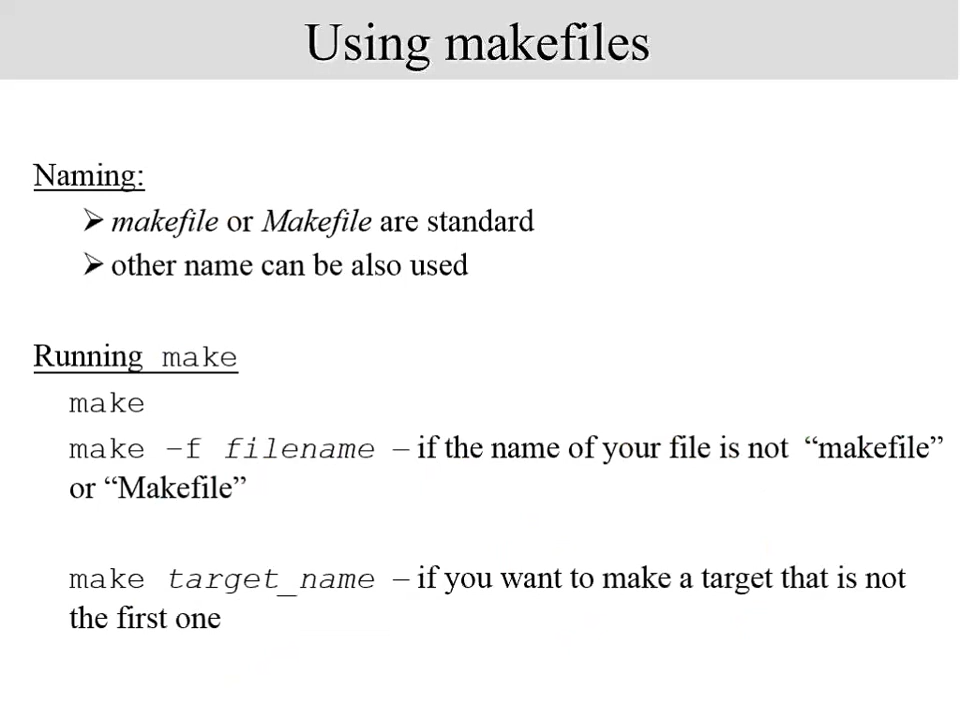 Using makefiles
Naming:
➢ makefile or Makefile are standard
➢ other name can be also used
Running make
make
make –f filename – if the name of your file is not “makefile”
or “Makefile”
make target_name – if you want to make a target that is not
the first one